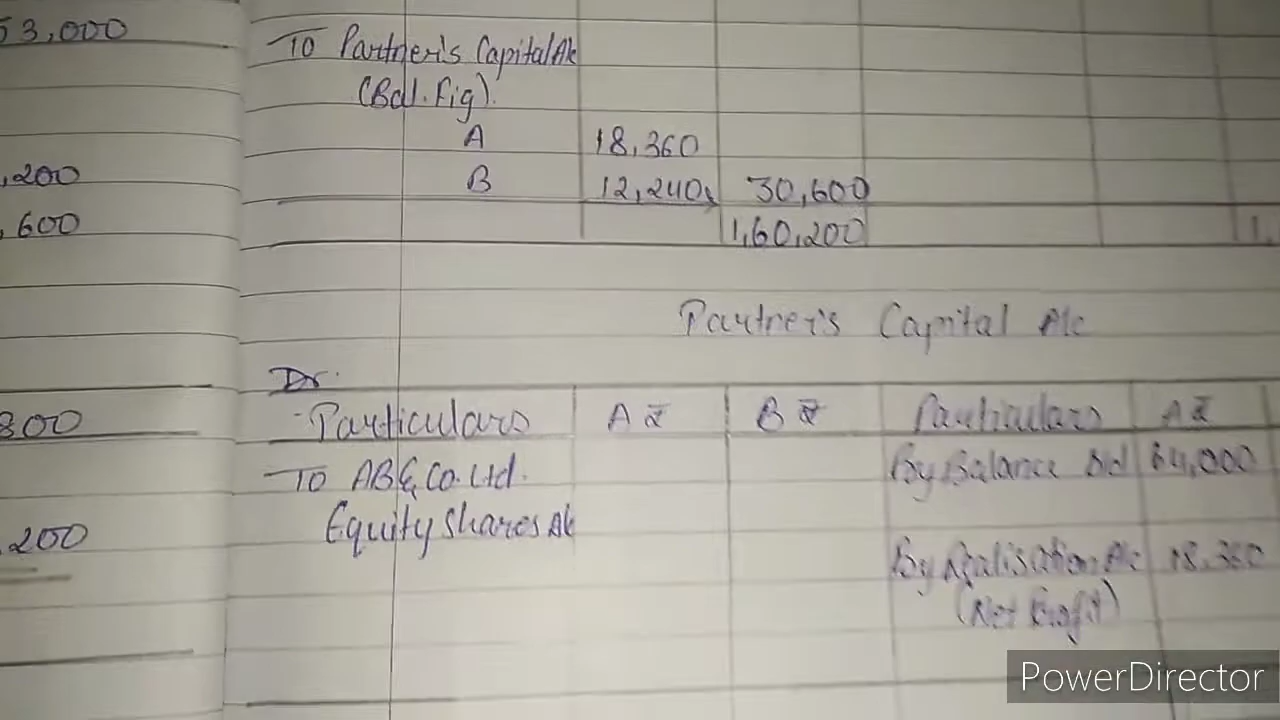 53,000
,200
,600
800
200
To Partner's Capital A/c
(Bal. Fig).
A 18,360
B 12,240 30,600
1,60,200
1,
Partner's Capital A/c
Dr.
Particulars A ₹ B ₹ Particulars A ₹
To AB & Co. Ltd. By Balance b/d 64,000
Equity Shares A/c
By Realisation A/c 18,360
(Net Profit)
PowerDirector